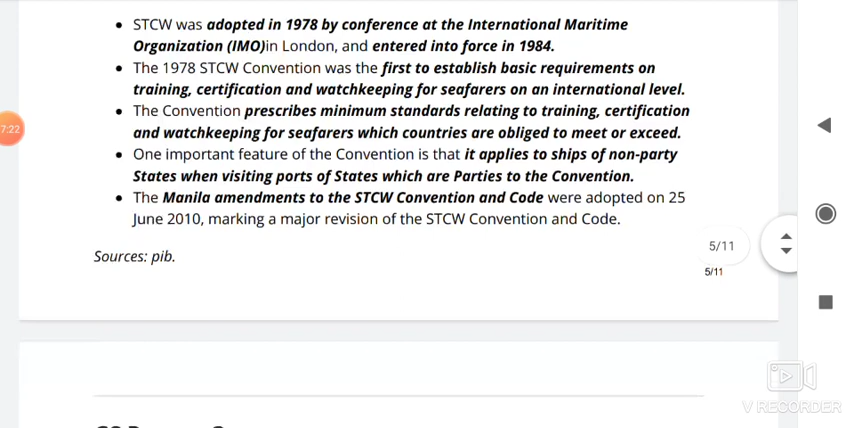 STCW was adopted in 1978 by conference at the International Maritime
Organization (IMO)in London, and entered into force in 1984.
The 1978 STCW Convention was the first to establish basic requirements on
training, certification and watchkeeping for seafarers on an international level.
7:22
The Convention prescribes minimum standards relating to training, certification
and watchkeeping for seafarers which countries are obliged to meet or exceed.
One important feature of the Convention is that it applies to ships of non-party
States when visiting ports of States which are Parties to the Convention.
The Manila amendments to the STCW Convention and Code were adopted on 25
June 2010, marking a major revision of the STCW Convention and Code.
5/11
Sources: pib.
5/11
V RECORDER